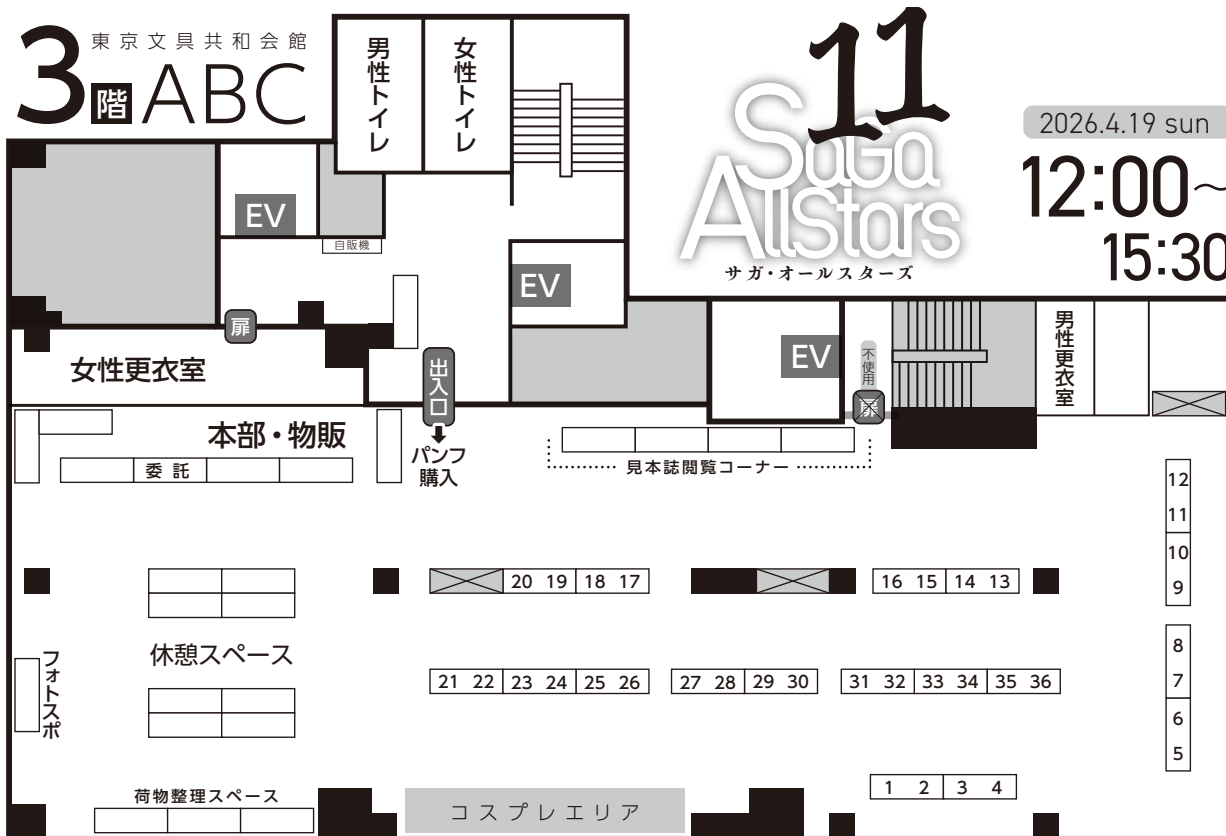 東京文具共和会館
3階 ABC
男性トイレ
女性トイレ
11
SaGa
AllStars
サガ・オールスターズ
2026.4.19 sun
12:00～
15:30
EV
自販機
EV
EV
扉
不使用
扉
男性更衣室
女性更衣室
出入口
本部・物販
パンフ
購入
委託
見本誌閲覧コーナー
12
11
10
9
20 19 18 17
16 15 14 13
8
7
6
5
休憩スペース
フォトスポ
21 22 23 24 25 26
27 28 29 30
31 32 33 34 35 36
1 2 3 4
荷物整理スペース
コスプレエリア